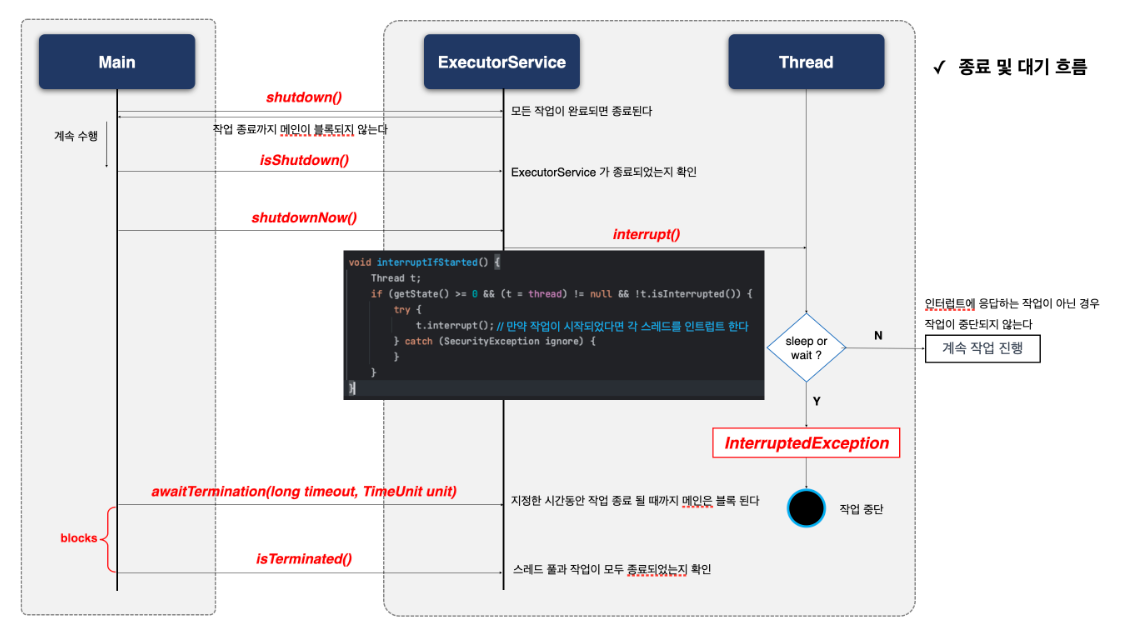 Main
ExecutorService
Thread
✓ 종료 및 대기 흐름
shutdown()
모든 작업이 완료되면 종료된다
작업 종료까지 메인이 블록되지 않는다
계속 수행
isShutdown()
ExecutorService 가 종료되었는지 확인
shutdownNow()
interrupt()
void interruptIfStarted() {
Thread t;
if (getState() >= 0 && (t = thread) != null && !t.isInterrupted()) {
try {
t.interrupt(); // 만약 작업이 시작되었다면 각 스레드를 인트럽트 한다
} catch (SecurityException ignore) {
}
}
}
인터럽트에 응답하는 작업이 아닌 경우
작업이 중단되지 않는다
sleep or
wait ?
N
계속 작업 진행
Y
InterruptedException
awaitTermination(long timeout, TimeUnit unit)
지정한 시간동안 작업 종료 될 때까지 메인은 블록 된다
작업 중단
blocks
isTerminated()
스레드 풀과 작업이 모두 종료되었는지 확인